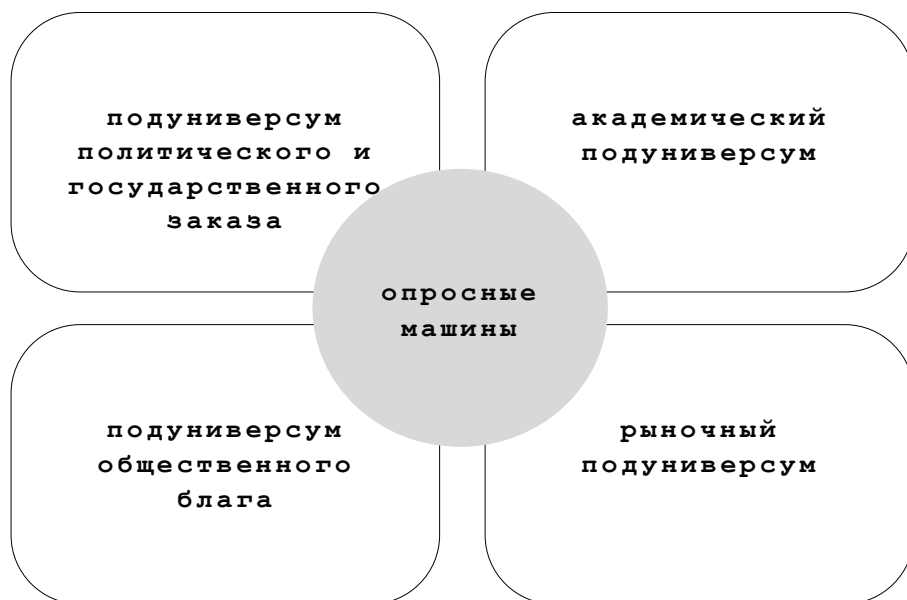 подуниверсум
политического и
государственного
заказа
академический
подуниверсум
опросные
машины
подуниверсум
общественного
блага
рыночный
подуниверсум